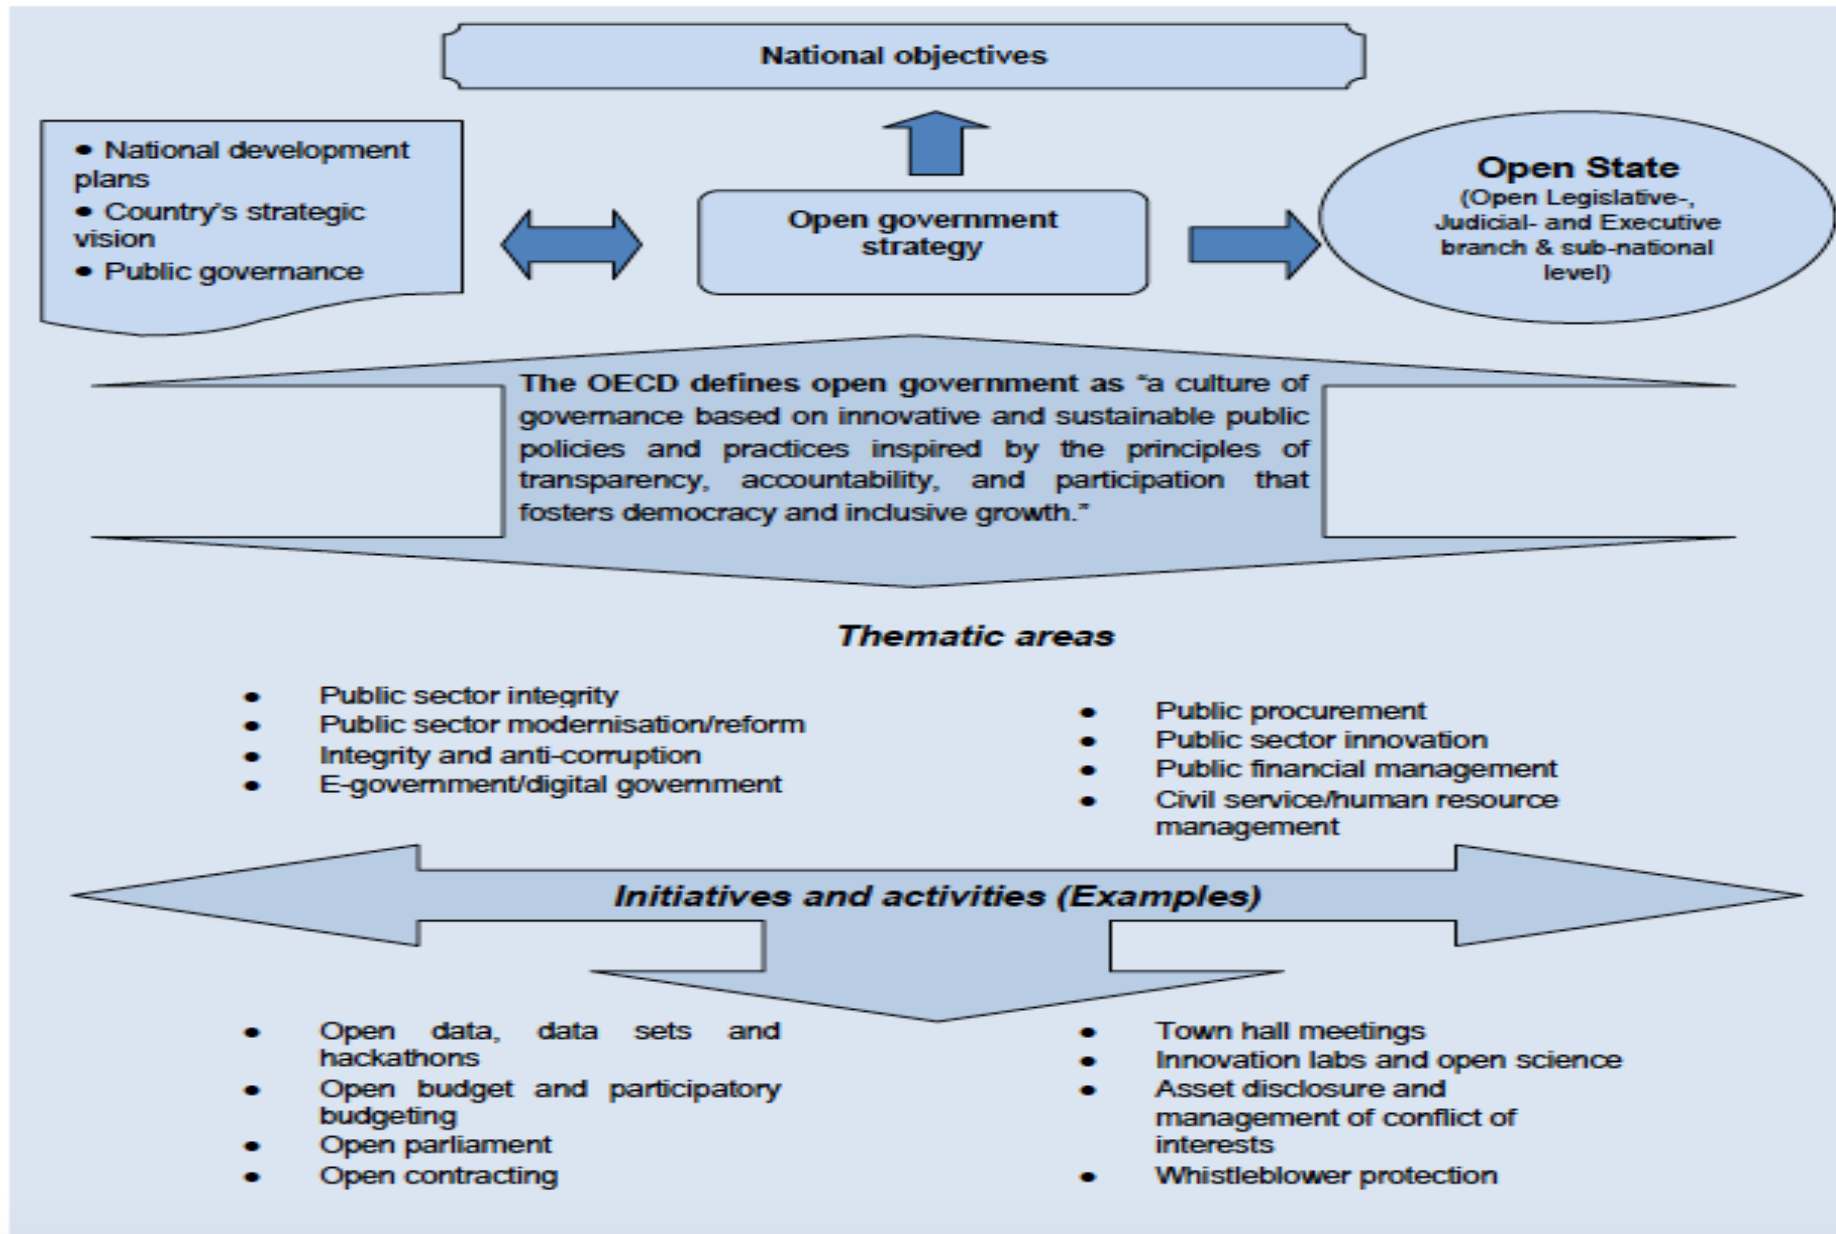 National objectives
• National development
plans
• Country's strategic
vision
• Public governance
Open government
strategy
Open State
(Open Legislative-,
Judicial- and Executive
branch & sub-national
level)
The OECD defines open government as “a culture of
governance based on innovative and sustainable public
policies and practices inspired by the principles of
transparency, accountability, and participation that
fosters democracy and inclusive growth.”
Thematic areas
• Public sector integrity
• Public sector modernisation/reform
• Integrity and anti-corruption
• E-government/digital government
• Public procurement
• Public sector innovation
• Public financial management
• Civil service/human resource
management
Initiatives and activities (Examples)
• Open data, data sets and
hackathons
• Open budget and participatory
budgeting
• Open parliament
• Open contracting
• Town hall meetings
• Innovation labs and open science
• Asset disclosure and
management of conflict of
interests
• Whistleblower protection